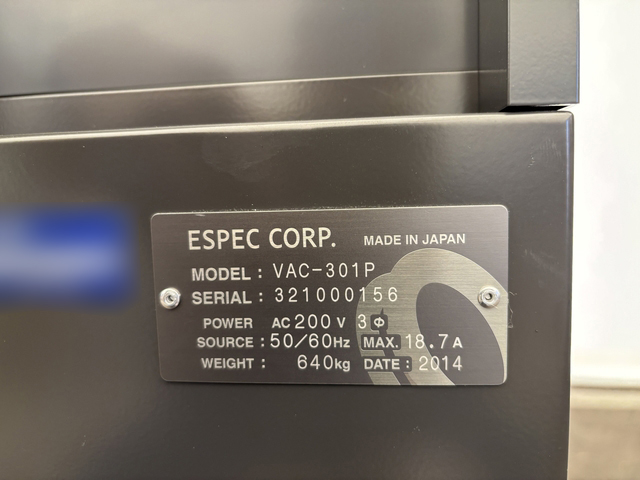 ESPEC CORP. MADE IN JAPAN
MODEL : VAC-301P
SERIAL : 321000156
POWER AC 200 V 3 Φ
SOURCE : 50/60Hz MAX. 18.7 A
WEIGHT : 640kg DATE : 2014